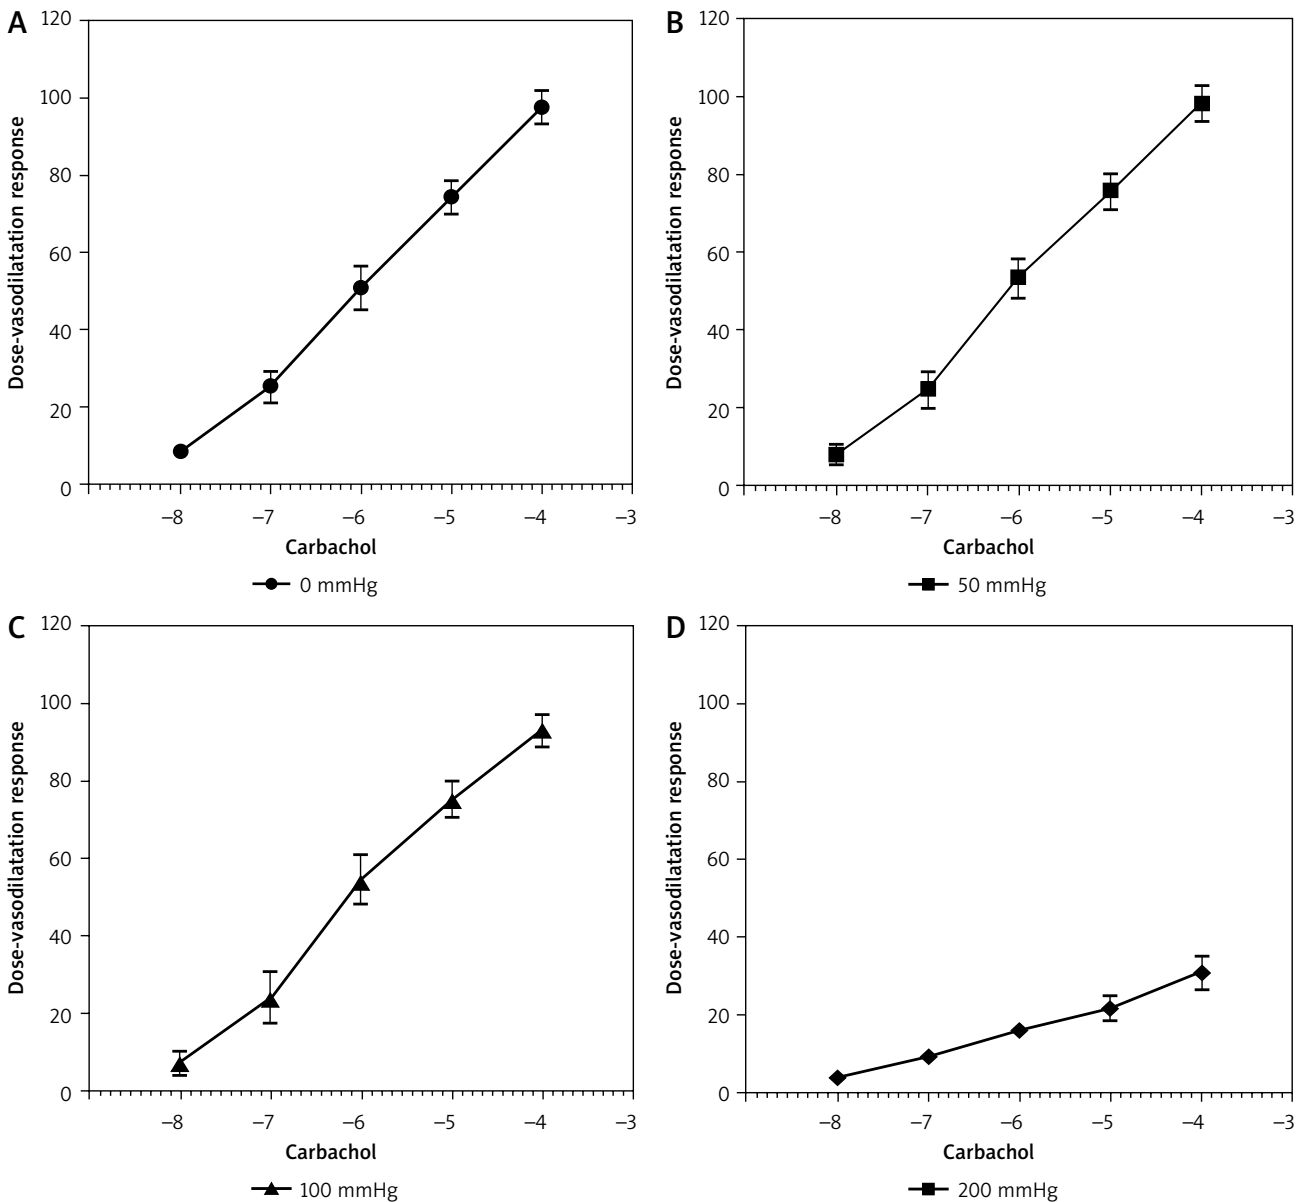 A
Dose-vasodilatation response
120
100
80
60
40
20
0
–8 –7 –6 –5 –4 –3
Carbachol
0 mmHg
B
Dose-vasodilatation response
120
100
80
60
40
20
0
–8 –7 –6 –5 –4 –3
Carbachol
50 mmHg
C
Dose-vasodilatation response
120
100
80
60
40
20
0
–8 –7 –6 –5 –4 –3
Carbachol
100 mmHg
D
Dose-vasodilatation response
120
100
80
60
40
20
0
–8 –7 –6 –5 –4 –3
Carbachol
200 mmHg